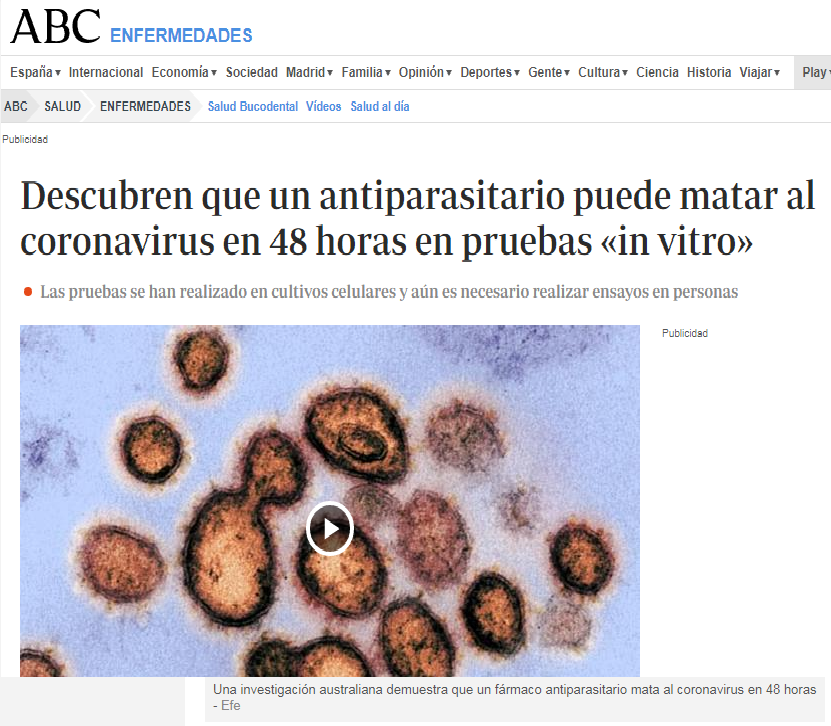 ABC ENFERMEDADES
España▾ Internacional Economía▾ Sociedad Madrid▾ Familia▾ Opinión▾ Deportes▾ Gente▾ Cultura▾ Ciencia Historia Viajar▾ Play▾
ABC SALUD ENFERMEDADES Salud Bucodental Vídeos Salud al día
Publicidad
Descubren que un antiparasitario puede matar al
coronavirus en 48 horas en pruebas «in vitro»
Las pruebas se han realizado en cultivos celulares y aún es necesario realizar ensayos en personas
Publicidad
Una investigación australiana demuestra que un fármaco antiparasitario mata al coronavirus en 48 horas
- Efe